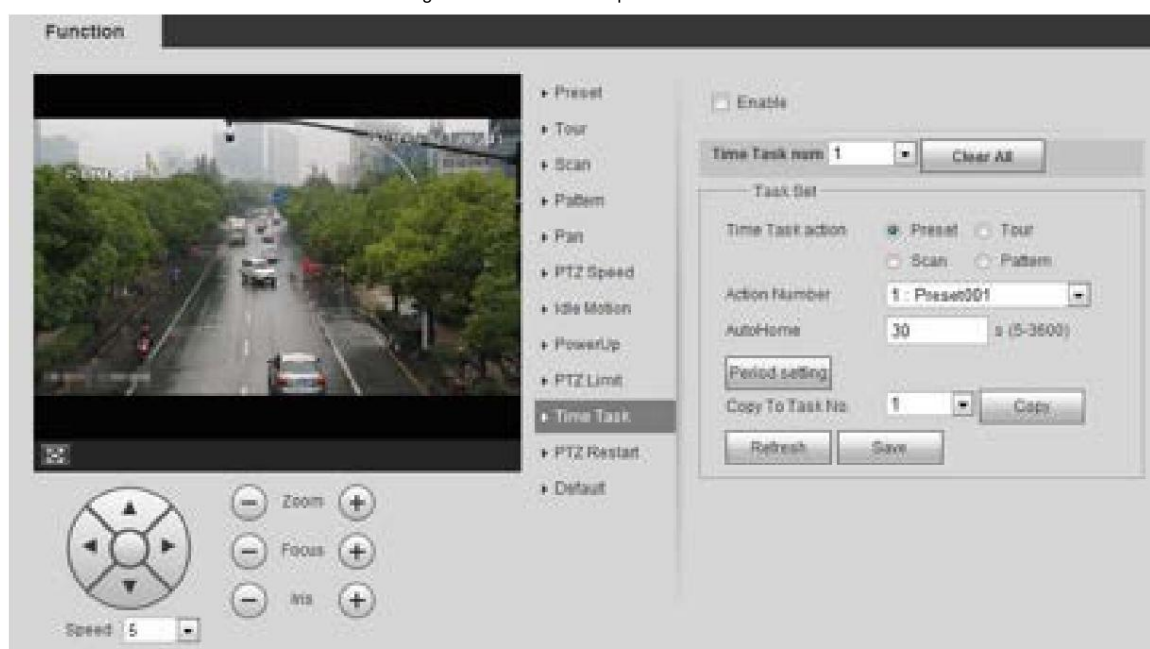 Function
Preset
Tour
Scan
Pattern
Pan
PTZ Speed
Idle Motion
PowerUp
PTZ Limit
Time Task
PTZ Restart
Default
Enable
Time Task num 1 Clear All
Task Set
Time Task action Preset Tour
Scan Pattern
Action Number 1 : Preset001
AutoHome 30 s (5-3600)
Period setting
Copy To Task No. 1 Copy
Refresh Save
Zoom
Focus
Iris
Speed 5